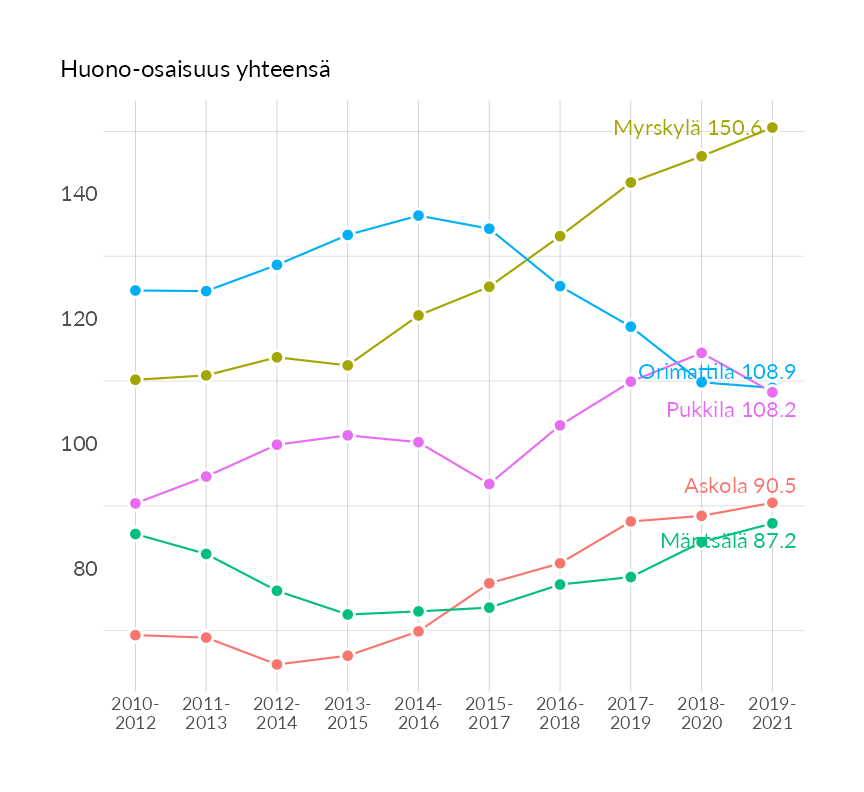 Huono-osaisuus yhteensä
Myrskylä 150.6
140
120
Orimattila 108.9
Pukkila 108.2
100
Askola 90.5
Mäntsälä 87.2
80
2010- 2011- 2012- 2013- 2014- 2015- 2016- 2017- 2018- 2019-
2012 2013 2014 2015 2016 2017 2018 2019 2020 2021